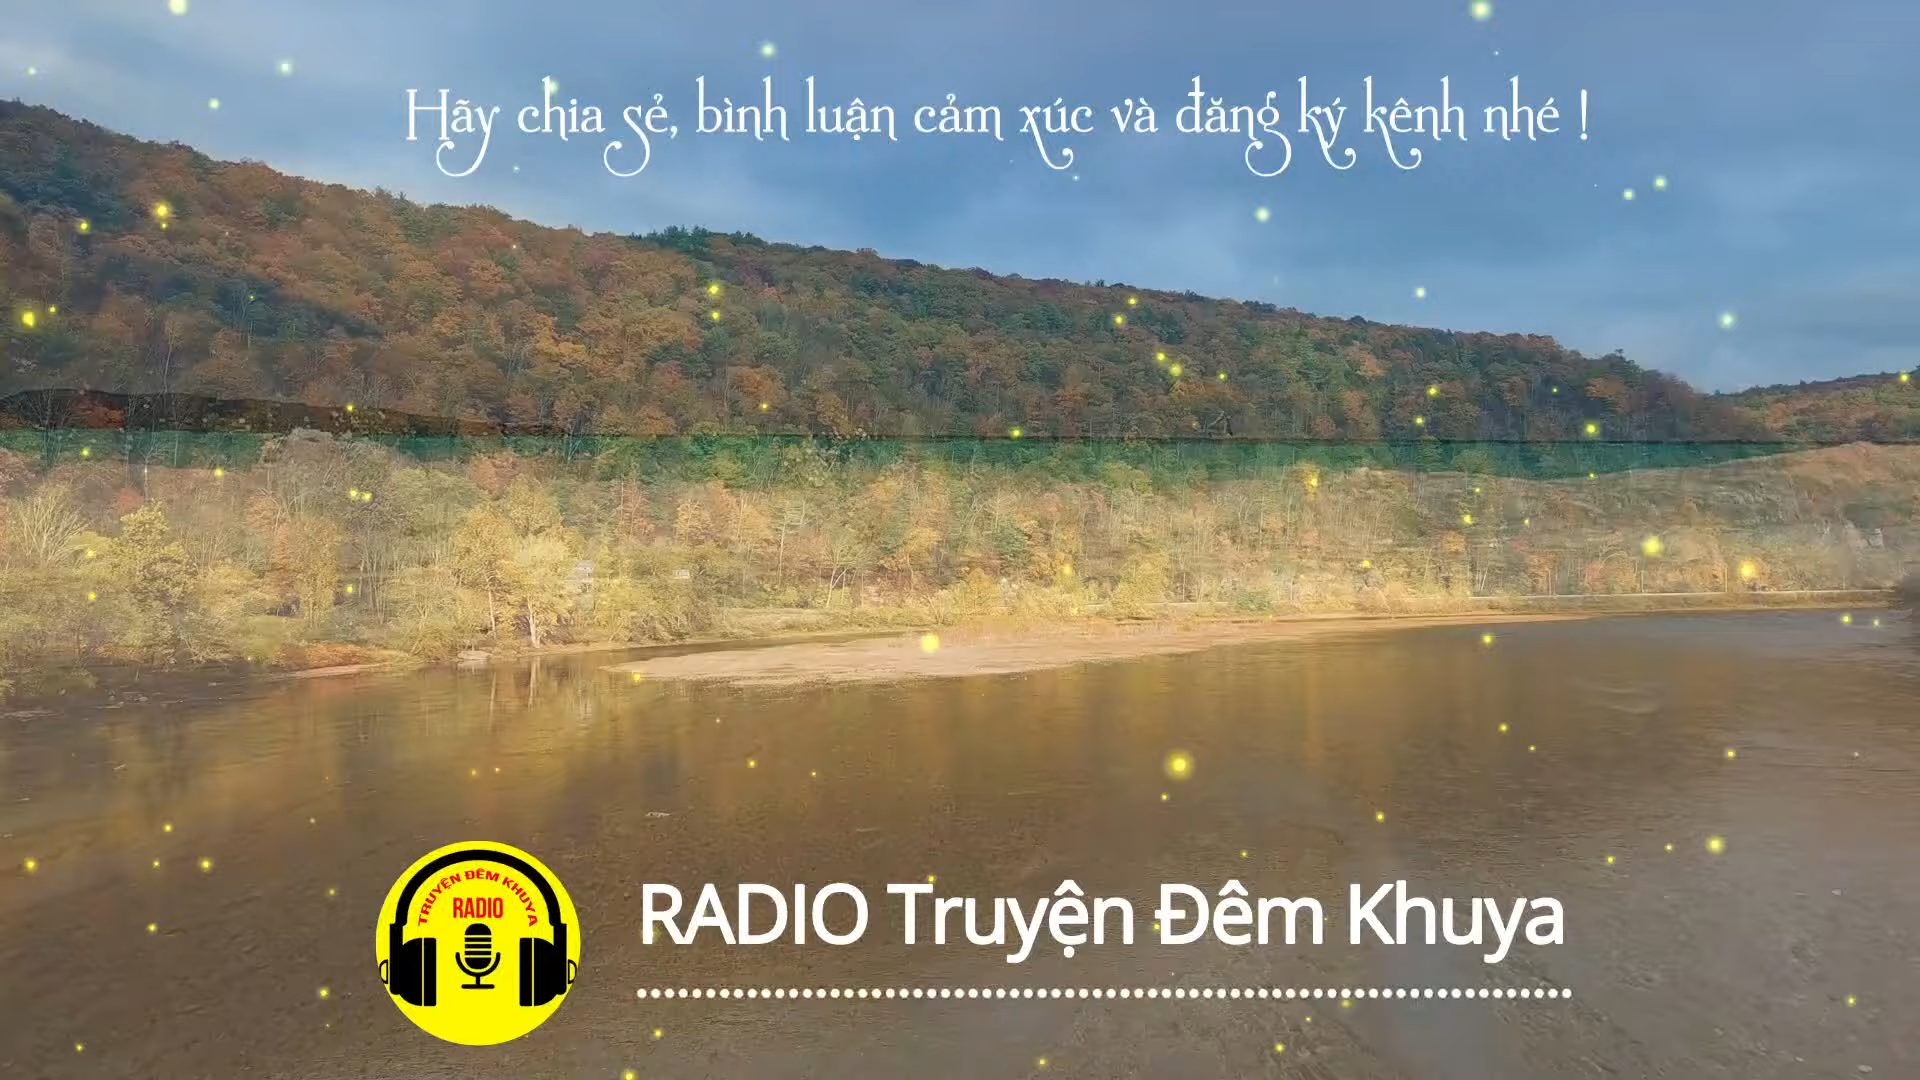 Hãy chia sẻ, bình luận cảm xúc và đăng ký kênh nhé !
TRUYỆN ĐÊM KHUYA
RADIO
RADIO Truyện Đêm Khuya